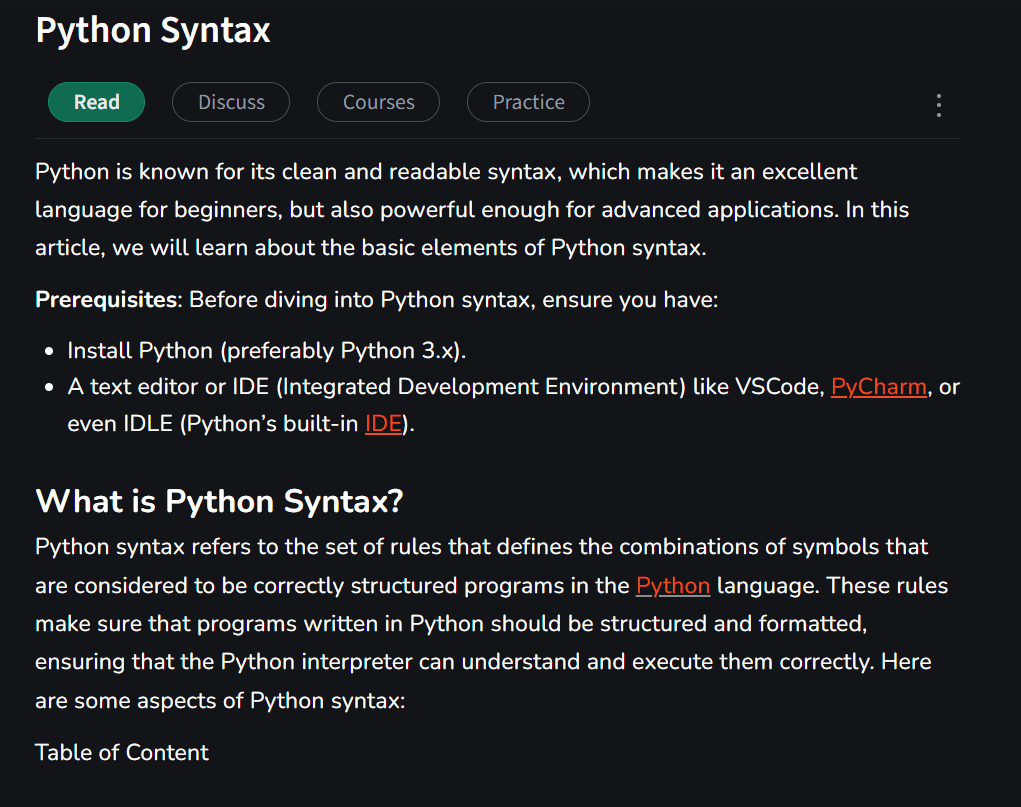 Python Syntax
Read
Discuss
Courses
Practice
Python is known for its clean and readable syntax, which makes it an excellent
language for beginners, but also powerful enough for advanced applications. In this
article, we will learn about the basic elements of Python syntax.
Prerequisites: Before diving into Python syntax, ensure you have:
• Install Python (preferably Python 3.x).
• A text editor or IDE (Integrated Development Environment) like VSCode, PyCharm, or
even IDLE (Python’s built-in IDE).
What is Python Syntax?
Python syntax refers to the set of rules that defines the combinations of symbols that
are considered to be correctly structured programs in the Python language. These rules
make sure that programs written in Python should be structured and formatted,
ensuring that the Python interpreter can understand and execute them correctly. Here
are some aspects of Python syntax:
Table of Content